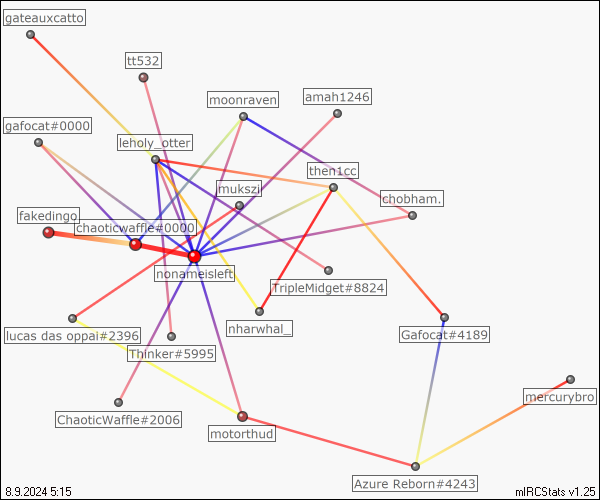 gateauxcatto
tt532
moonraven
amah1246
gafocat#0000
leholy_otter
then1cc
mukszi
chobham.
fakedingo
chaoticwaffle#0000
nonameisleft
TripleMidget#8824
nharwhal_
lucas das oppai#2396
Gafocat#4189
Thinker#5995
mercurybro
ChaoticWaffle#2006
motorthud
Azure Reborn#4243
8.9.2024 5:15
mIRCStats v1.25